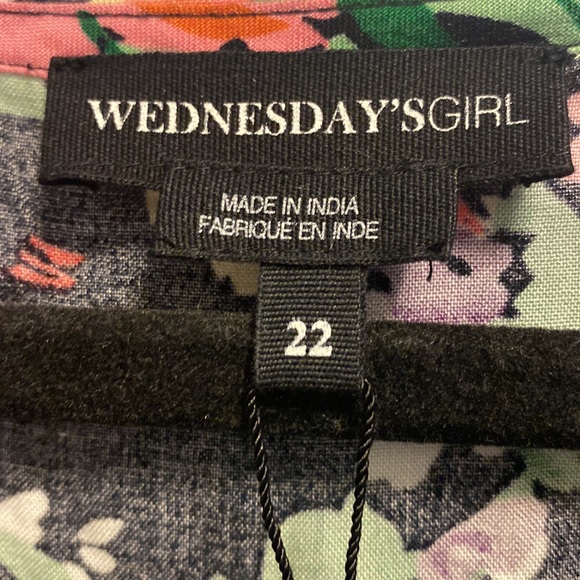 WEDNESDAY'SGIRL
MADE IN INDIA
FABRIQUÉ EN INDE
22